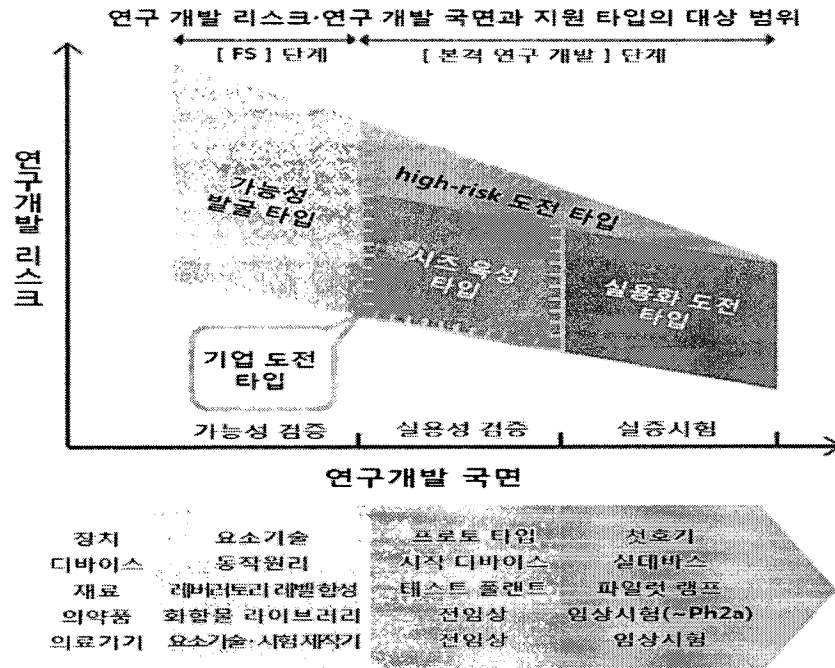 연구 개발 리스크·연구 개발 국면과 지원 타입의 대상 범위
[ FS ] 단계
[ 본격 연구 개발 ] 단계
연구개발 리스크
가능성
발굴 타입
high-risk 도전 타입
시즈 육성
타입
실용화 도전
타입
기업 도전
타입
가능성 검증
실용성 검증
실증시험
연구개발 국면
장치 요소기술 프로토 타입 첫호기
디바이스 동작원리 시작 디바이스 실데바스
재료 레버러토리 레벨 합성 테스트 플랜트 파일럿 램프
의약품 화합물 라이브러리 전임상 임상시험(~Ph2a)
의료기기 요소기술·시험제작기 전임상 임상시험